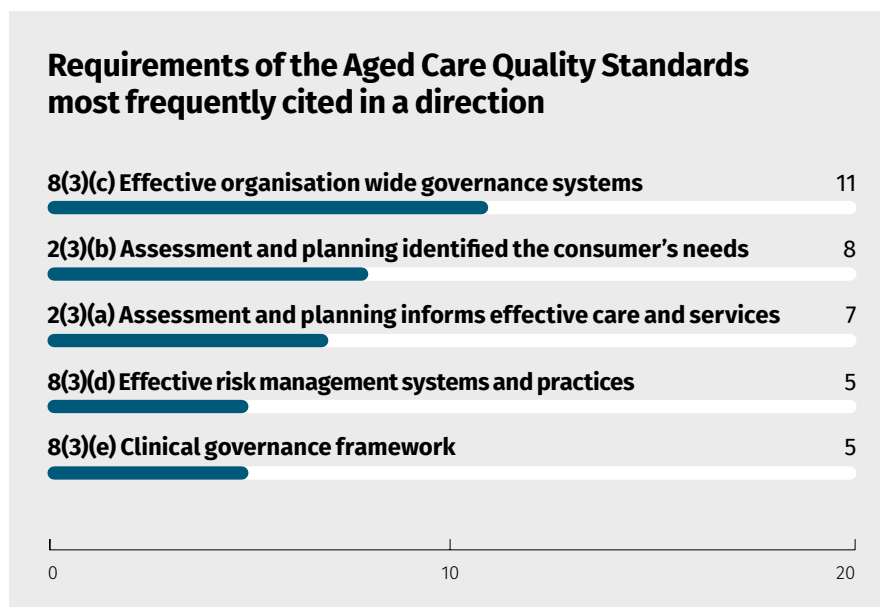 Requirements of the Aged Care Quality Standards
most frequently cited in a direction
8(3)(c) Effective organisation wide governance systems 11
2(3)(b) Assessment and planning identified the consumer's needs 8
2(3)(a) Assessment and planning informs effective care and services 7
8(3)(d) Effective risk management systems and practices 5
8(3)(e) Clinical governance framework 5
0 10 20